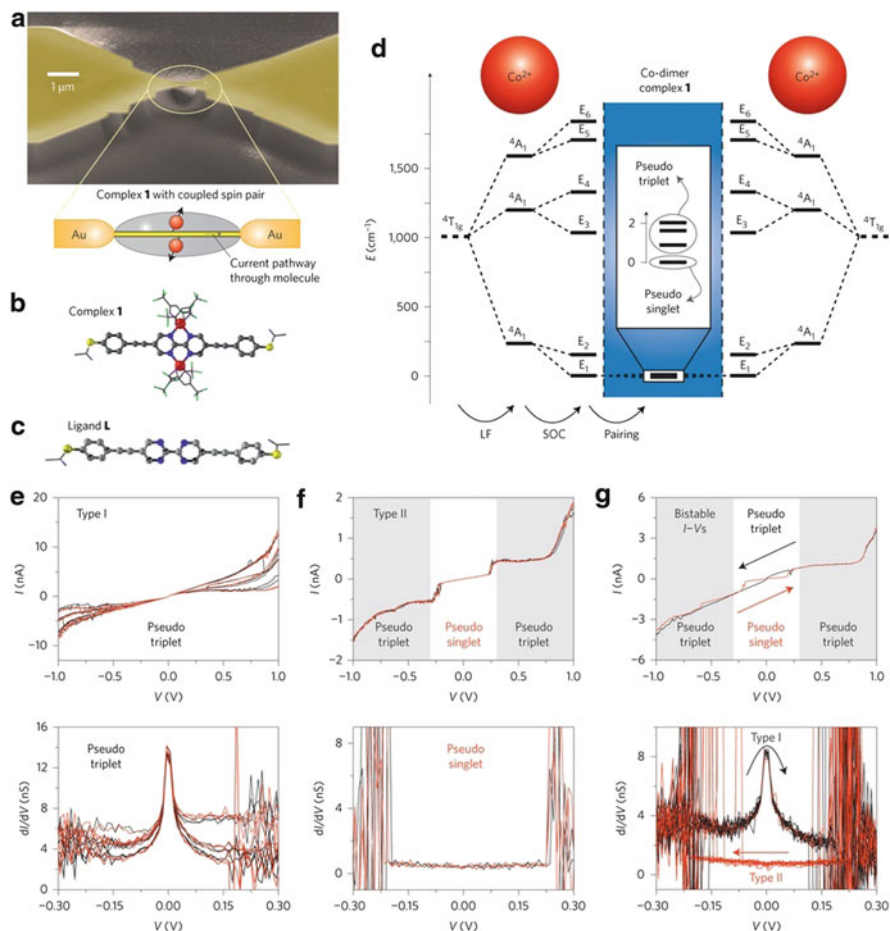 a
1 µm
Complex 1 with coupled spin pair
Au
Au
Current pathway
through molecule
b
Complex 1
c
Ligand L
d
Co²⁺
Co-dimer
complex 1
Co²⁺
E (cm⁻¹)
1,500
1,000
500
250
0
⁴T₁g
⁴A₁
⁴A₁
⁴A₁
E₆
E₅
E₄
E₃
E₂
E₁
Pseudo
triplet
2
0
Pseudo
singlet
E₆
E₅
E₄
E₃
E₂
E₁
⁴A₁
⁴A₁
⁴A₁
⁴T₁g
LF
SOC
Pairing
e
Type I
Pseudo
triplet
I (nA)
20
10
0
−10
−1.0
−0.5
0.0
0.5
1.0
V (V)
Pseudo
triplet
dI/dV (nS)
16
12
8
4
0
−0.30
−0.15
0.00
0.15
0.30
V (V)
f
Type II
Pseudo
triplet
Pseudo
singlet
Pseudo
triplet
I (nA)
2
1
0
−1
−2
−1.0
−0.5
0.0
0.5
1.0
V (V)
Pseudo
singlet
dI/dV (nS)
8
4
0
−0.30
−0.15
0.00
0.15
0.30
V (V)
g
Bistable
I−Vs
Pseudo
triplet
Pseudo
triplet
Pseudo
singlet
Pseudo
triplet
I (nA)
6
3
0
−3
−6
−1.0
−0.5
0.0
0.5
1.0
V (V)
Type I
Type II
dI/dV (nS)
8
4
0
−0.30
−0.15
0.00
0.15
0.30
V (V)